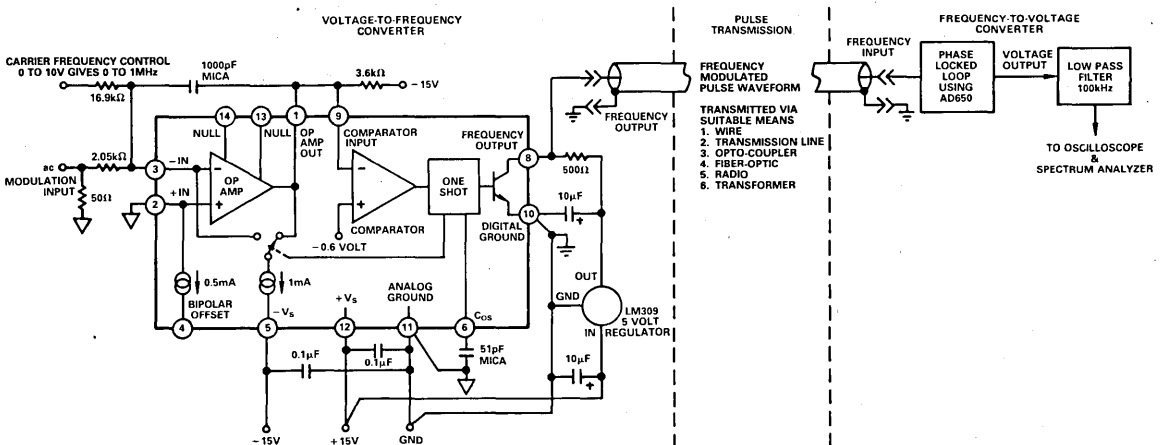 VOLTAGE-TO-FREQUENCY
CONVERTER
PULSE
TRANSMISSION
FREQUENCY-TO-VOLTAGE
CONVERTER
CARRIER FREQUENCY CONTROL
0 TO 10V GIVES 0 TO 1MHz
16.9kΩ
1000pF
MICA
3.6kΩ
-15V
14
13
1
9
NULL
NULL
OP
AMP
OUT
COMPARATOR
INPUT
FREQUENCY
OUTPUT
8
FREQUENCY OUTPUT
500Ω
ac
MODULATION
INPUT
2.05kΩ
50Ω
3
-IN
2
+IN
OP
AMP
-
+
-
+
COMPARATOR
-0.6 VOLT
ONE
SHOT
10
DIGITAL
GROUND
10µF
+
0.5mA
1mA
BIPOLAR
OFFSET
-VS
+VS
ANALOG
GROUND
COS
4
5
12
11
6
0.1µF
0.1µF
51pF
MICA
OUT
GND
IN
LM309
5 VOLT
REGULATOR
10µF
+
-15V
+15V
GND
FREQUENCY
MODULATED
PULSE WAVEFORM
TRANSMITTED VIA
SUITABLE MEANS
1. WIRE
2. TRANSMISSION LINE
3. OPTO-COUPLER
4. FIBER-OPTIC
5. RADIO
6. TRANSFORMER
FREQUENCY
INPUT
PHASE
LOCKED
LOOP
USING
AD650
VOLTAGE
OUTPUT
LOW PASS
FILTER
100kHz
TO OSCILLOSCOPE
&
SPECTRUM ANALYZER